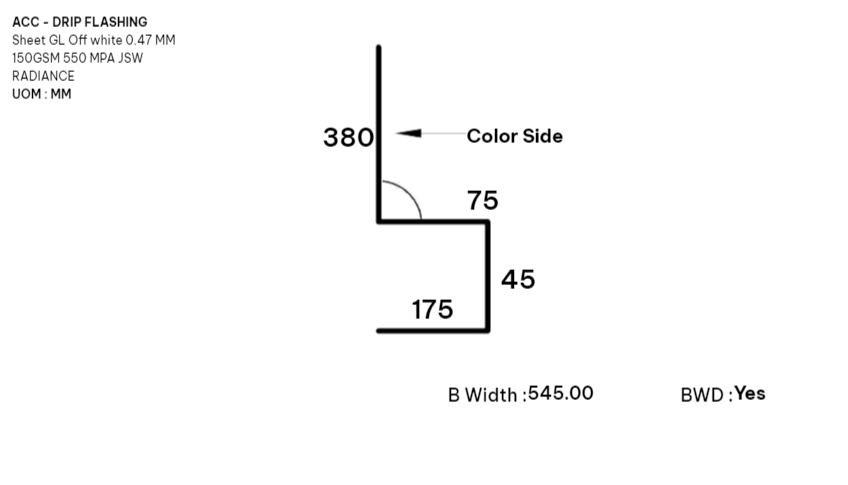 ACC - DRIP FLASHING
Sheet GL Off white 0.47 MM
150GSM 550 MPA JSW
RADIANCE
UOM : MM
380
Color Side
75
45
175
B Width :545.00
BWD :Yes